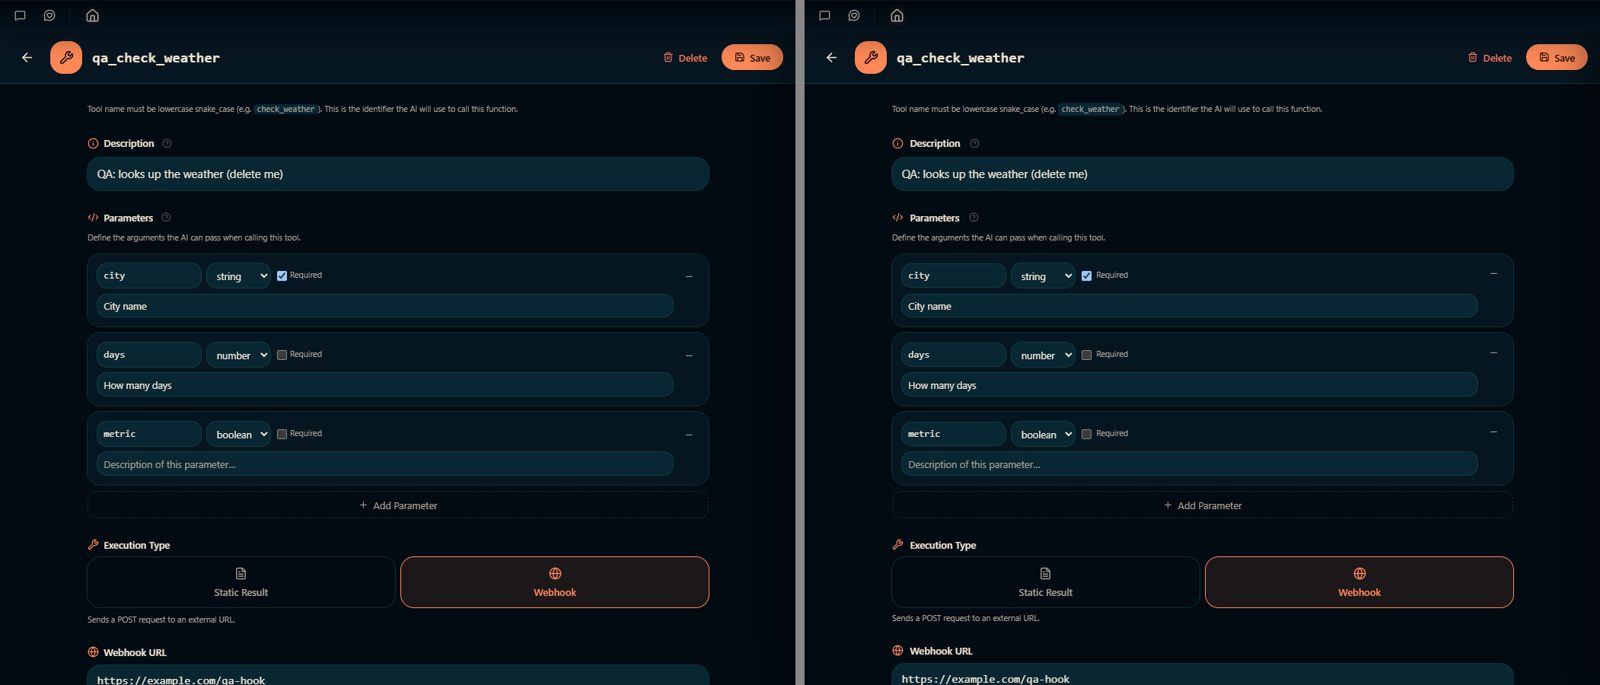 qa_check_weather
Delete
Save
Tool name must be lowercase snake_case (e.g. check_weather). This is the identifier the AI will use to call this function.
Description
QA: looks up the weather (delete me)
Parameters
Define the arguments the AI can pass when calling this tool.
city string Required
City name
days number Required
How many days
metric boolean Required
Description of this parameter...
+ Add Parameter
Execution Type
Static Result
Webhook
Sends a POST request to an external URL.
Webhook URL
https://example.com/qa-hook
qa_check_weather
Delete
Save
Tool name must be lowercase snake_case (e.g. check_weather). This is the identifier the AI will use to call this function.
Description
QA: looks up the weather (delete me)
Parameters
Define the arguments the AI can pass when calling this tool.
city string Required
City name
days number Required
How many days
metric boolean Required
Description of this parameter...
+ Add Parameter
Execution Type
Static Result
Webhook
Sends a POST request to an external URL.
Webhook URL
https://example.com/qa-hook